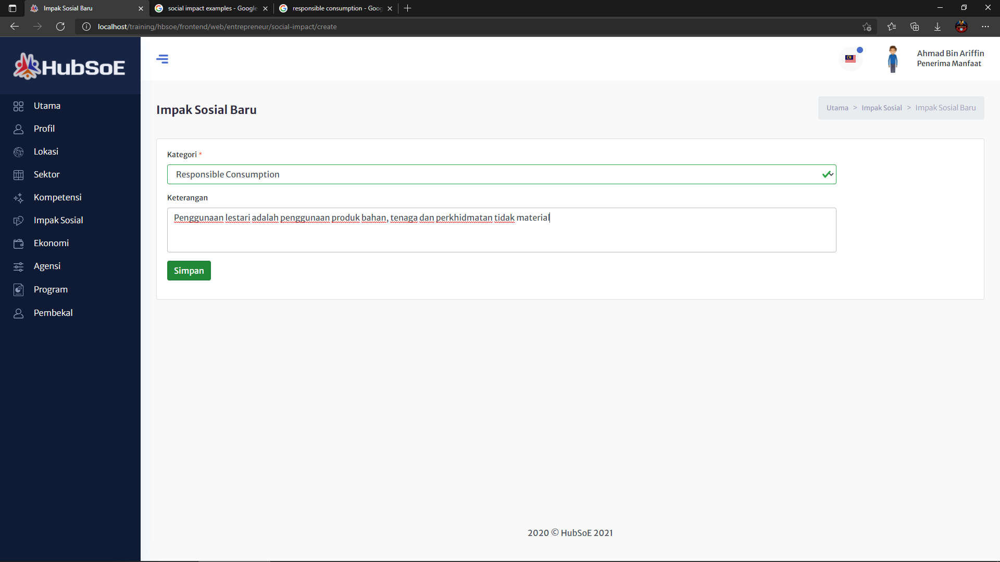 Impak Sosial Baru
social impact examples - Google
responsible consumption - Goog
localhost/training/hbsoe/frontend/web/entrepreneur/social-impact/create
HubSoE
Ahmad Bin Ariffin
Penerima Manfaat
Utama
Profil
Lokasi
Sektor
Kompetensi
Impak Sosial
Ekonomi
Agensi
Program
Pembekal
Impak Sosial Baru
Utama > Impak Sosial > Impak Sosial Baru
Kategori *
Responsible Consumption
Keterangan
Penggunaan lestari adalah penggunaan produk bahan, tenaga dan perkhidmatan tidak material
Simpan
2020 © HubSoE 2021